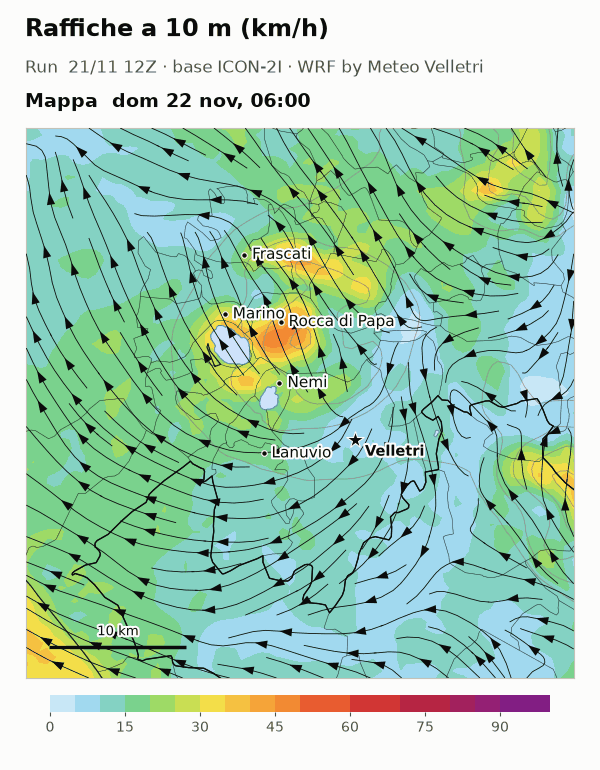 Raffiche a 10 m (km/h)
Run  21/11 12Z · base ICON-2I · WRF by Meteo Velletri
Mappa  dom 22 nov, 06:00
Frascati
Marino
Rocca di Papa
Nemi
Velletri
Lanuvio
10 km
0 15 30 45 60 75 90